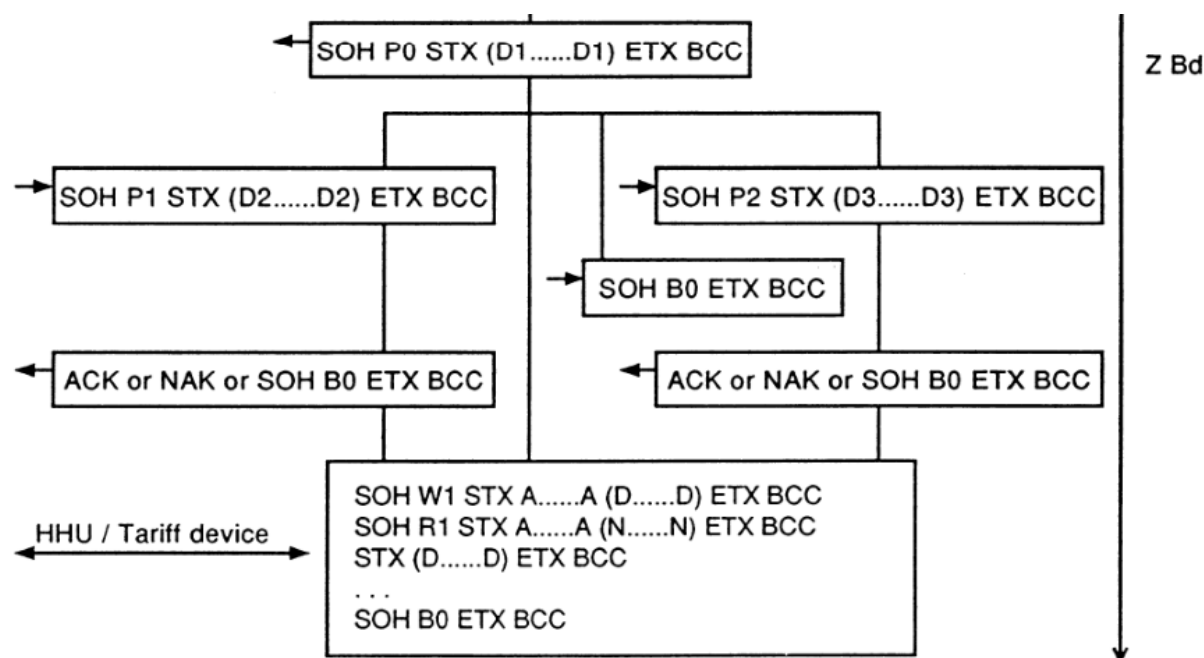 SOH P0 STX (D1......D1) ETX BCC
Z Bd
SOH P1 STX (D2......D2) ETX BCC
SOH P2 STX (D3......D3) ETX BCC
SOH B0 ETX BCC
ACK or NAK or SOH B0 ETX BCC
ACK or NAK or SOH B0 ETX BCC
HHU / Tariff device
SOH W1 STX A......A (D......D) ETX BCC
SOH R1 STX A......A (N......N) ETX BCC
STX (D......D) ETX BCC
. . .
SOH B0 ETX BCC